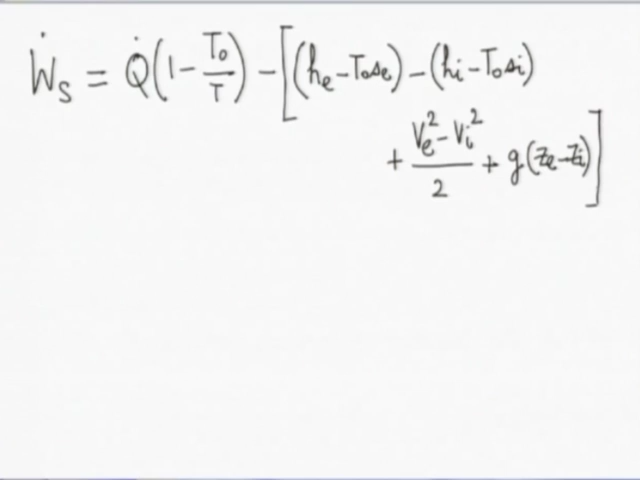 Ẇs = Q̇(1 - T₀/T) - [(hₑ - T₀sₑ) - (hᵢ - T₀sᵢ)
+ (Vₑ² - Vᵢ²)/2 + g(zₑ - zᵢ)]